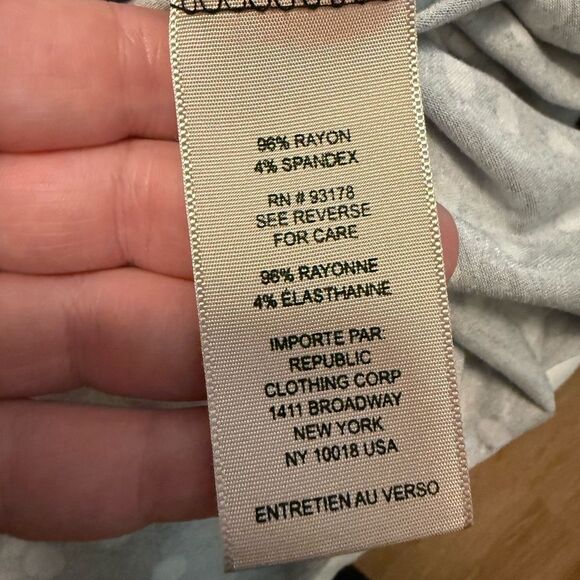 96% RAYON
4% SPANDEX
RN # 93178
SEE REVERSE
FOR CARE
96% RAYONNE
4% ÉLASTHANNE
IMPORTE PAR:
REPUBLIC
CLOTHING CORP
1411 BROADWAY
NEW YORK
NY 10018 USA
ENTRETIEN AU VERSO